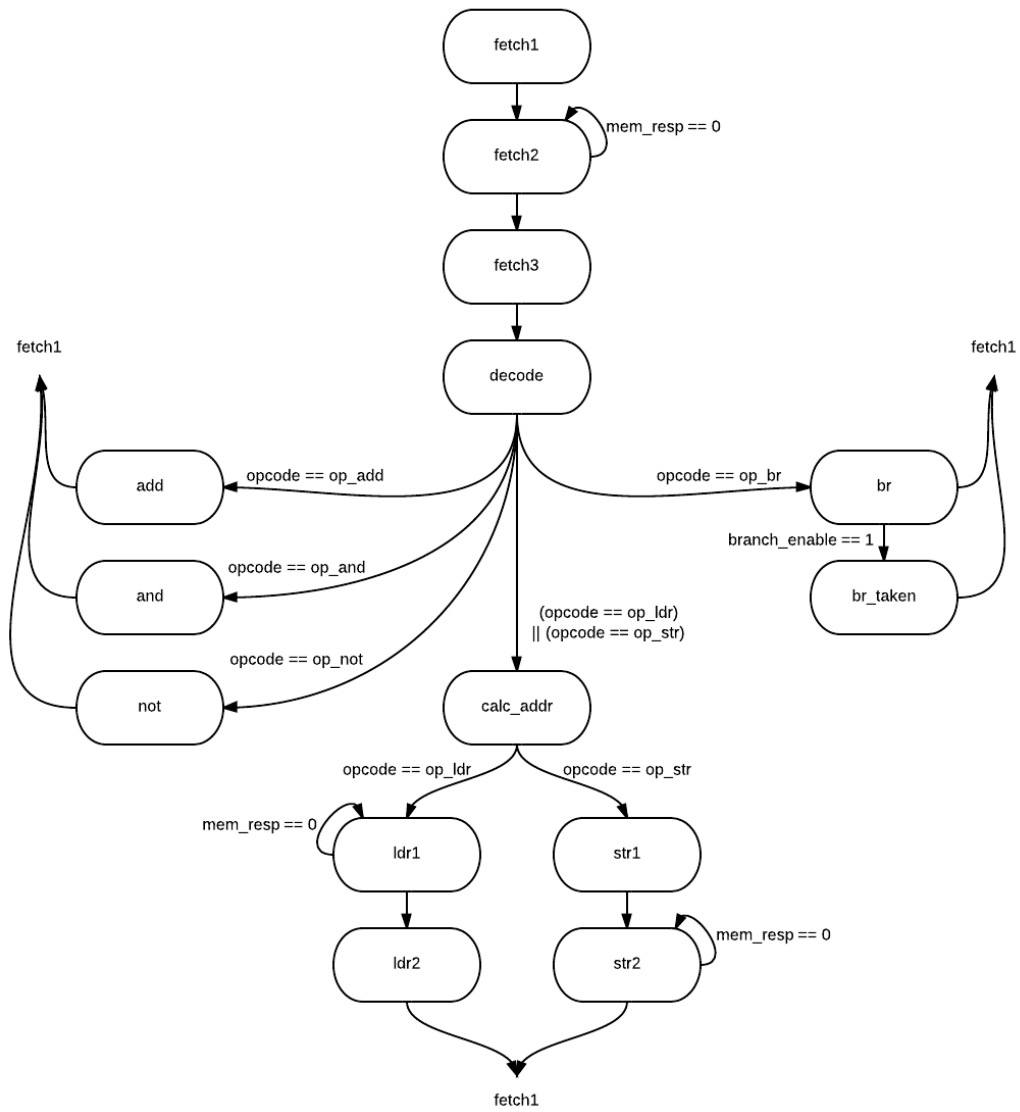 fetch1
mem_resp == 0
fetch2
fetch3
fetch1
fetch1
decode
opcode == op_add
opcode == op_br
add
br
branch_enable == 1
opcode == op_and
and
br_taken
(opcode == op_ldr)
|| (opcode == op_str)
opcode == op_not
not
calc_addr
opcode == op_ldr
opcode == op_str
mem_resp == 0
ldr1
str1
mem_resp == 0
ldr2
str2
fetch1